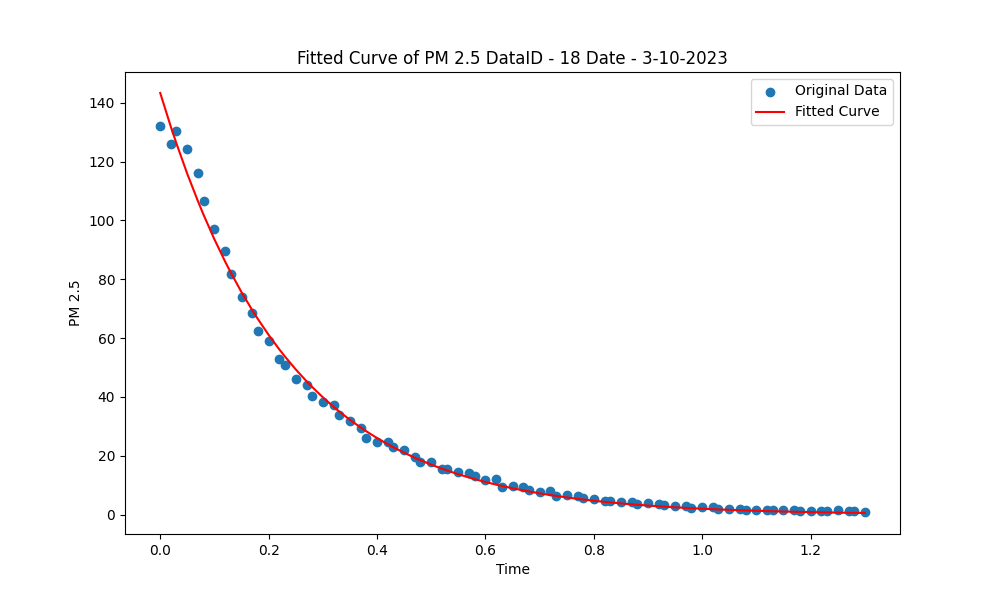 Fitted Curve of PM 2.5 DataID - 18 Date - 3-10-2023
Original Data
Fitted Curve
PM 2.5
140
120
100
80
60
40
20
0
0.0 0.2 0.4 0.6 0.8 1.0 1.2
Time